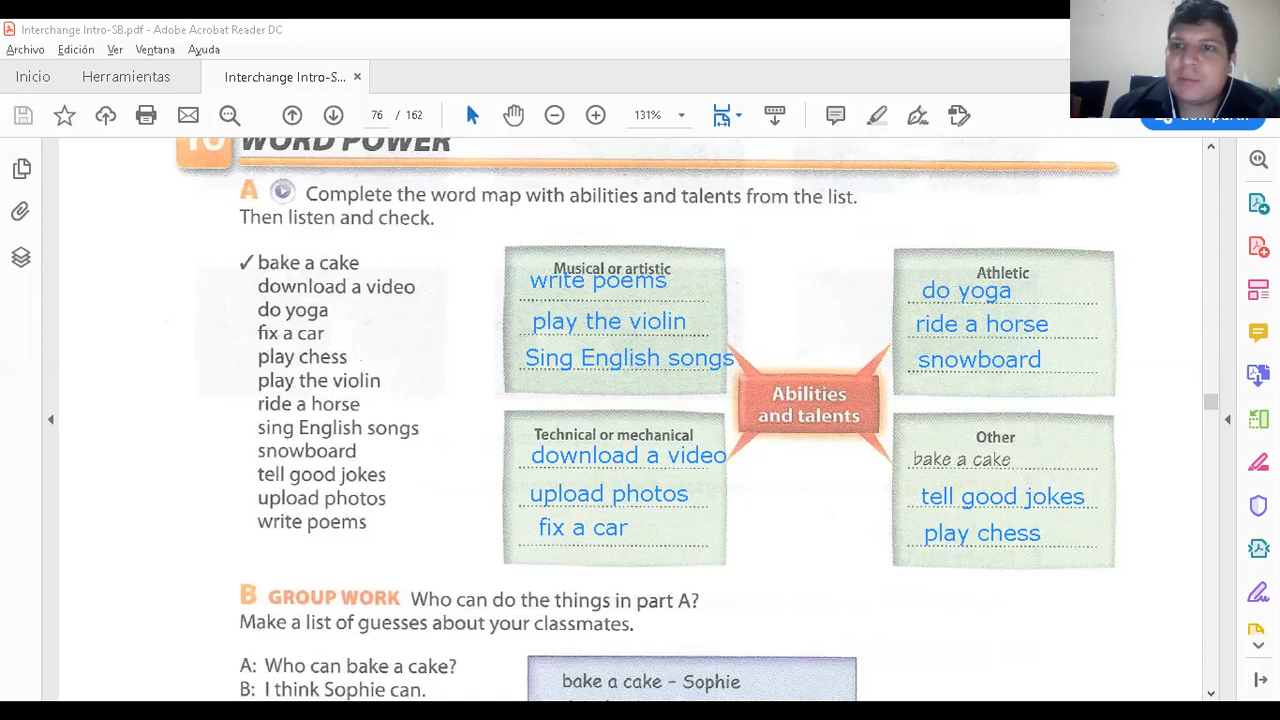 Interchange Intro-SB.pdf - Adobe Acrobat Reader DC
Archivo Edición Ver Ventana Ayuda
Inicio Herramientas Interchange Intro-S... ×
76 / 162 131%
10 WORD POWER
A Complete the word map with abilities and talents from the list.
Then listen and check.
✓ bake a cake
download a video
do yoga
fix a car
play chess
play the violin
ride a horse
sing English songs
snowboard
tell good jokes
upload photos
write poems
Musical or artistic
write poems
play the violin
Sing English songs
Athletic
do yoga
ride a horse
snowboard
Abilities
and talents
Technical or mechanical
download a video
upload photos
fix a car
Other
bake a cake
tell good jokes
play chess
B GROUP WORK Who can do the things in part A?
Make a list of guesses about your classmates.
A: Who can bake a cake?
B: I think Sophie can.
bake a cake – Sophie